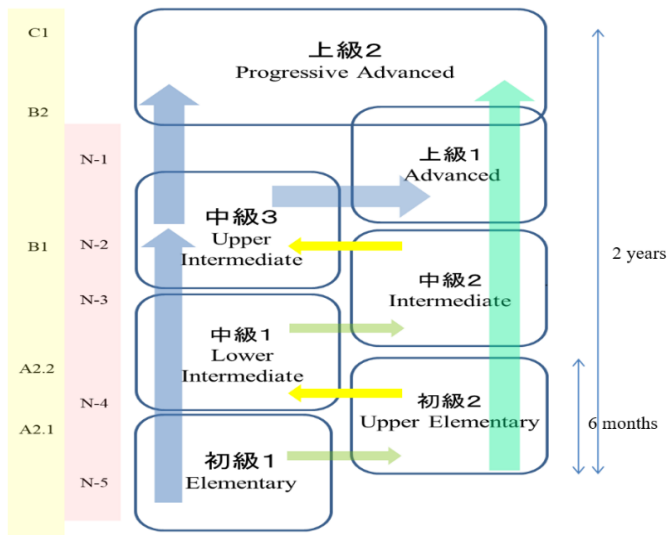 C1
B2
B1
A2.2
A2.1
N-1
N-2
N-3
N-4
N-5
上級2
Progressive Advanced
上級1
Advanced
中級3
Upper
Intermediate
中級2
Intermediate
中級1
Lower
Intermediate
初級2
Upper Elementary
初級1
Elementary
2 years
6 months